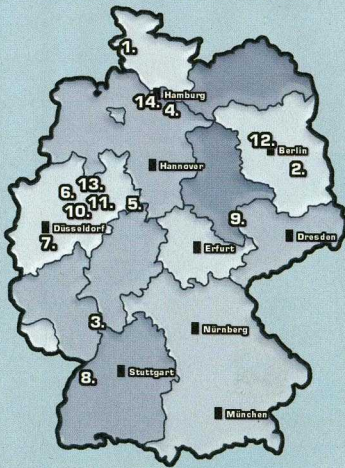 1.
Hamburg
14.
4.
12.
Berlin
2.
Hannover
6.
13.
11.
10.
5.
Düsseldorf
7.
9.
Dresden
Erfurt
3.
Nürnberg
8.
Stuttgart
München